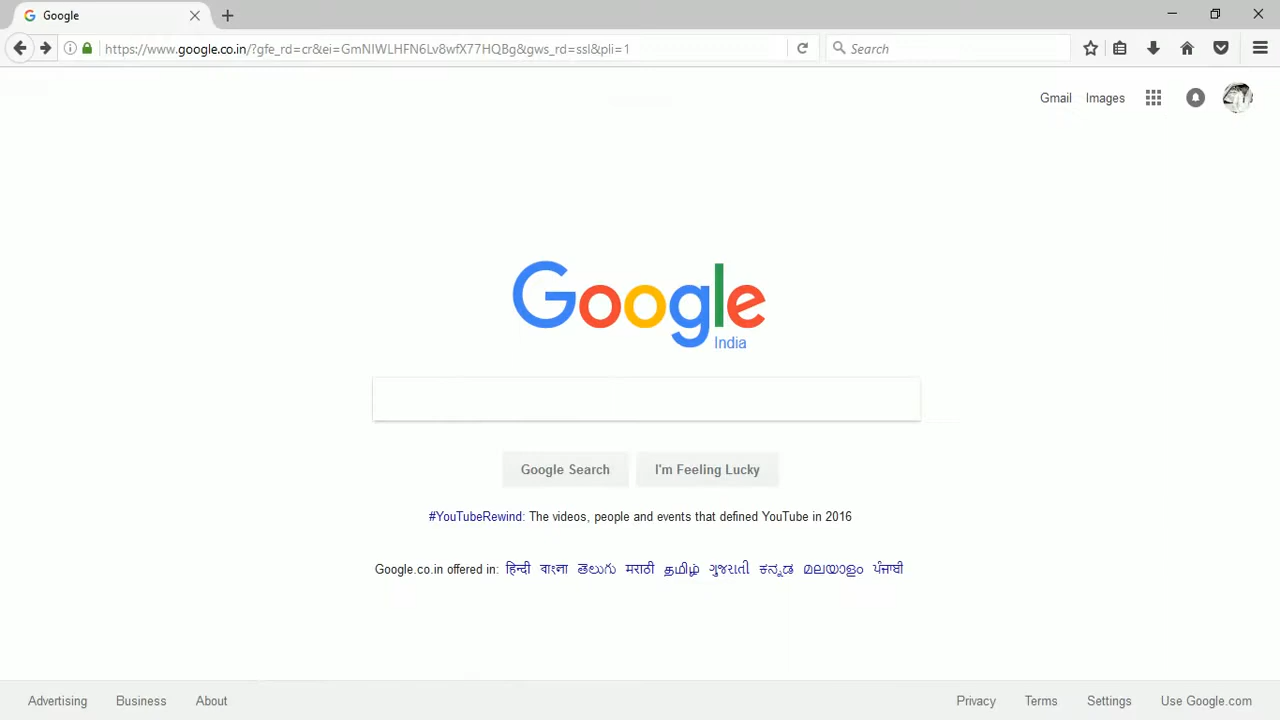 Google
https://www.google.co.in/?gfe_rd=cr&ei=GmNIWLHFN6Lv8wfX77HQBg&gws_rd=ssl&pli=1
Search
Gmail Images
Google
India
Google Search I'm Feeling Lucky
#YouTubeRewind: The videos, people and events that defined YouTube in 2016
Google.co.in offered in: हिन्दी বাংলা తెలుగు मराठी தமிழ் ગુજરાતી ಕನ್ನಡ മലയാളം ਪੰਜਾਬੀ
Advertising Business About Privacy Terms Settings Use Google.com